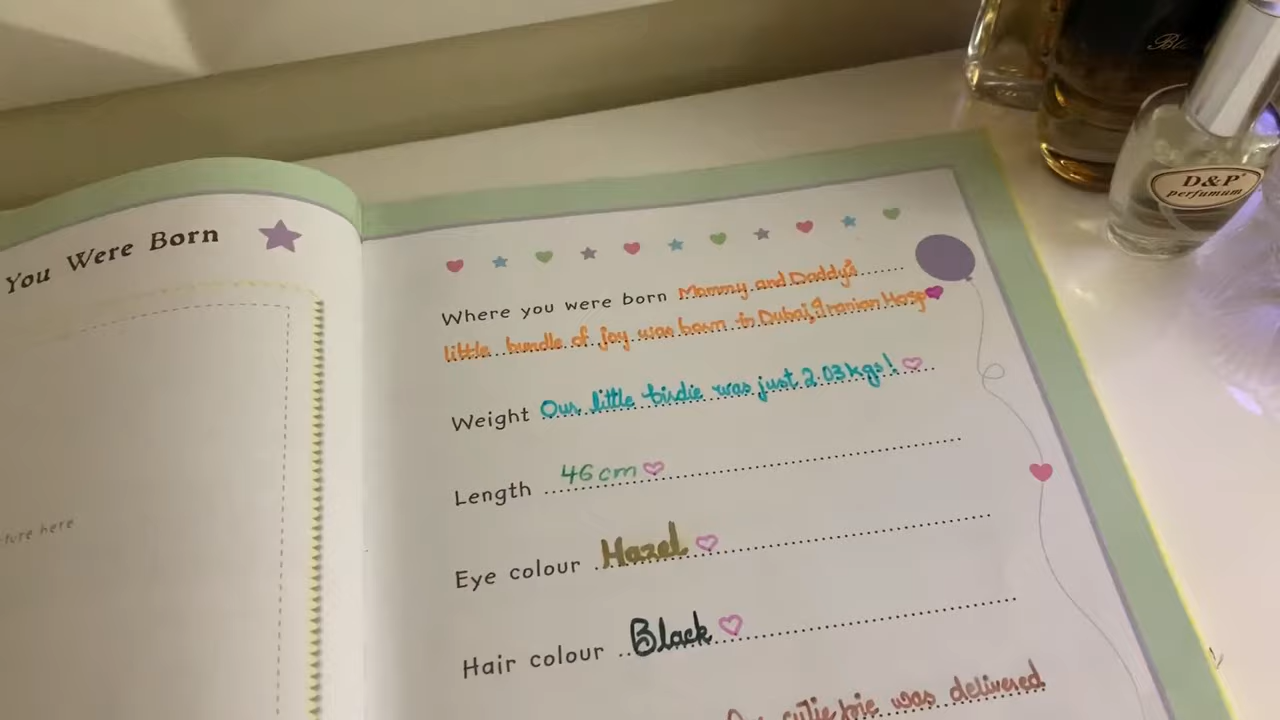 You Were Born
ture here
Where you were born Mommy and Daddy's
little bundle of joy was born in Dubai, Iranian Hosp
Weight Our little birdie was just 2.03kgs!
Length 46cm
Eye colour Hazel
Hair colour Black
cutie pie was delivered
D&P
perfumum